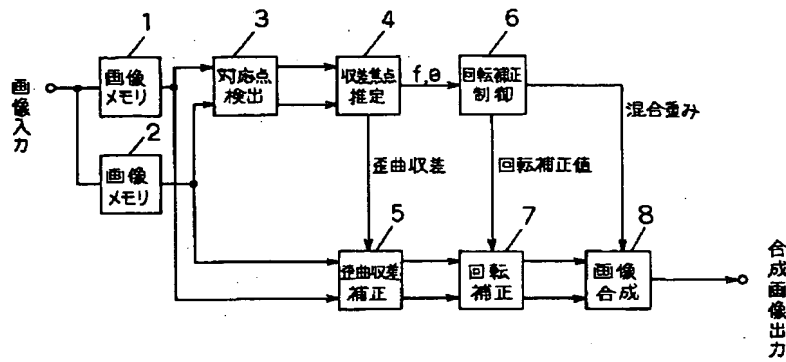 1
画像
メモリ
2
画像
メモリ
3
対応点
検出
4
収差焦点
推定
f,θ
6
回転補正
制御
画像入力
混合重み
歪曲収差
回転補正値
5
歪曲収差
補正
7
回転
補正
8
画像
合成
合成画像出力